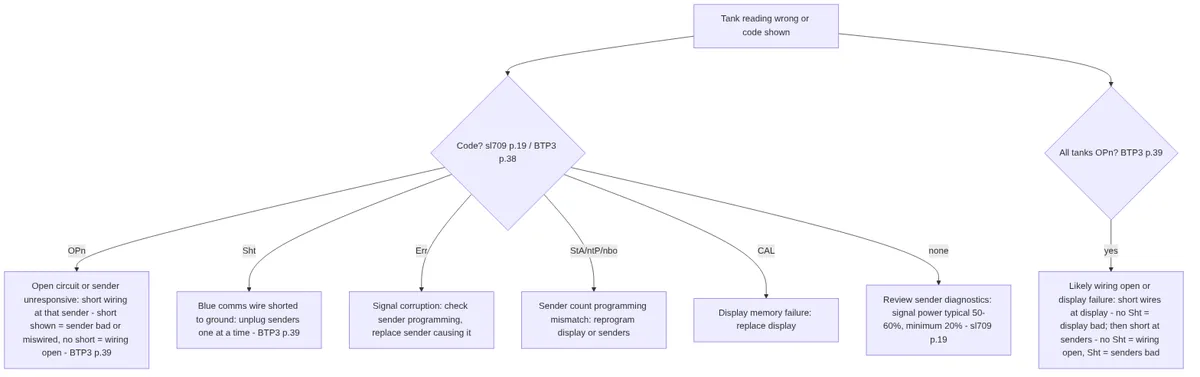 Tank reading wrong or
code shown
Code? sl709 p.19 / BTP3
p.38
All tanks OPn? BTP3 p.39
OPn
Sht
Err
StA/ntP/nbo
CAL
none
yes
Open circuit or sender
unresponsive: short wiring
at that sender - short
shown = sender bad or
miswired, no short = wiring
open - BTP3 p.39
Blue comms wire shorted
to ground: unplug senders
one at a time - BTP3 p.39
Signal corruption: check
sender programming,
replace sender causing it
Sender count programming
mismatch: reprogram
display or senders
Display memory failure:
replace display
Review sender diagnostics:
signal power typical 50-
60%, minimum 20% - sl709
p.19
Likely wiring open or
display failure: short wires
at display - no Sht =
display bad; then short at
senders - no Sht = wiring
open, Sht = senders bad